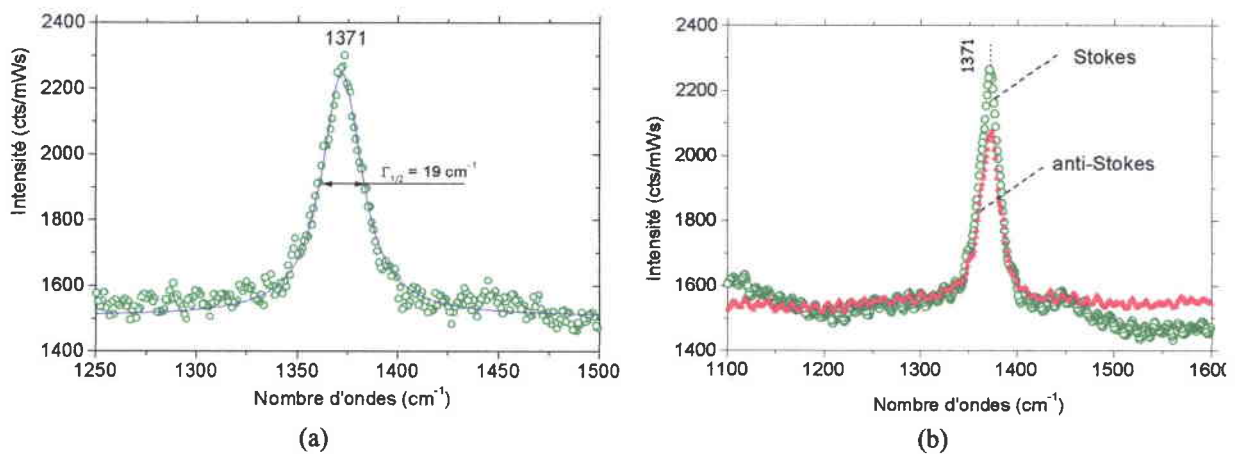 2400
2200
2000
1800
1600
1400
Intensité (cts/mWs)
1371
Γ1/2 = 19 cm⁻¹
1250 1300 1350 1400 1450 1500
Nombre d'ondes (cm⁻¹)
(a)
2400
2200
2000
1800
1600
1400
Intensité (cts/mWs)
1371
Stokes
anti-Stokes
1100 1200 1300 1400 1500 160
Nombre d'ondes (cm⁻¹)
(b)